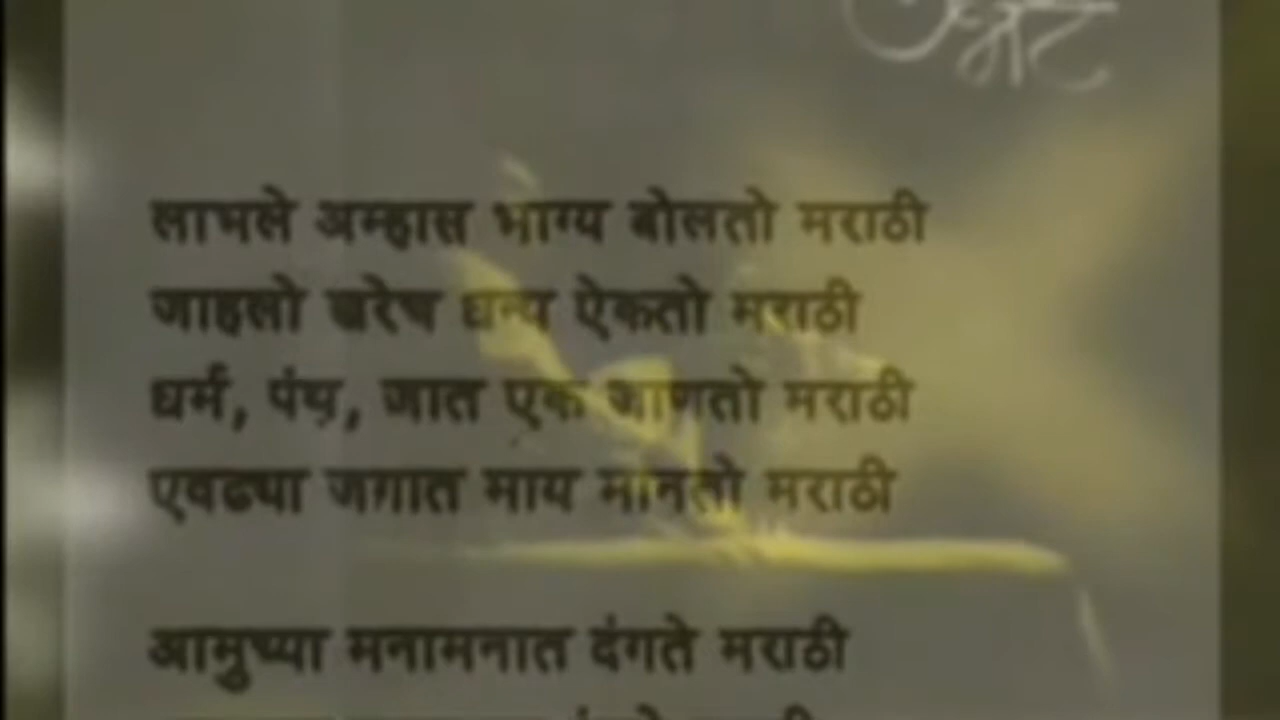 लाभले अम्हास भाग्य बोलतो मराठी
जाहलो खरेच धन्य ऐकतो मराठी
धर्म, पंथ, जात एक जाणतो मराठी
एवढ्या जगात माय मानतो मराठी
आमुच्या मनामनात दंगते मराठी